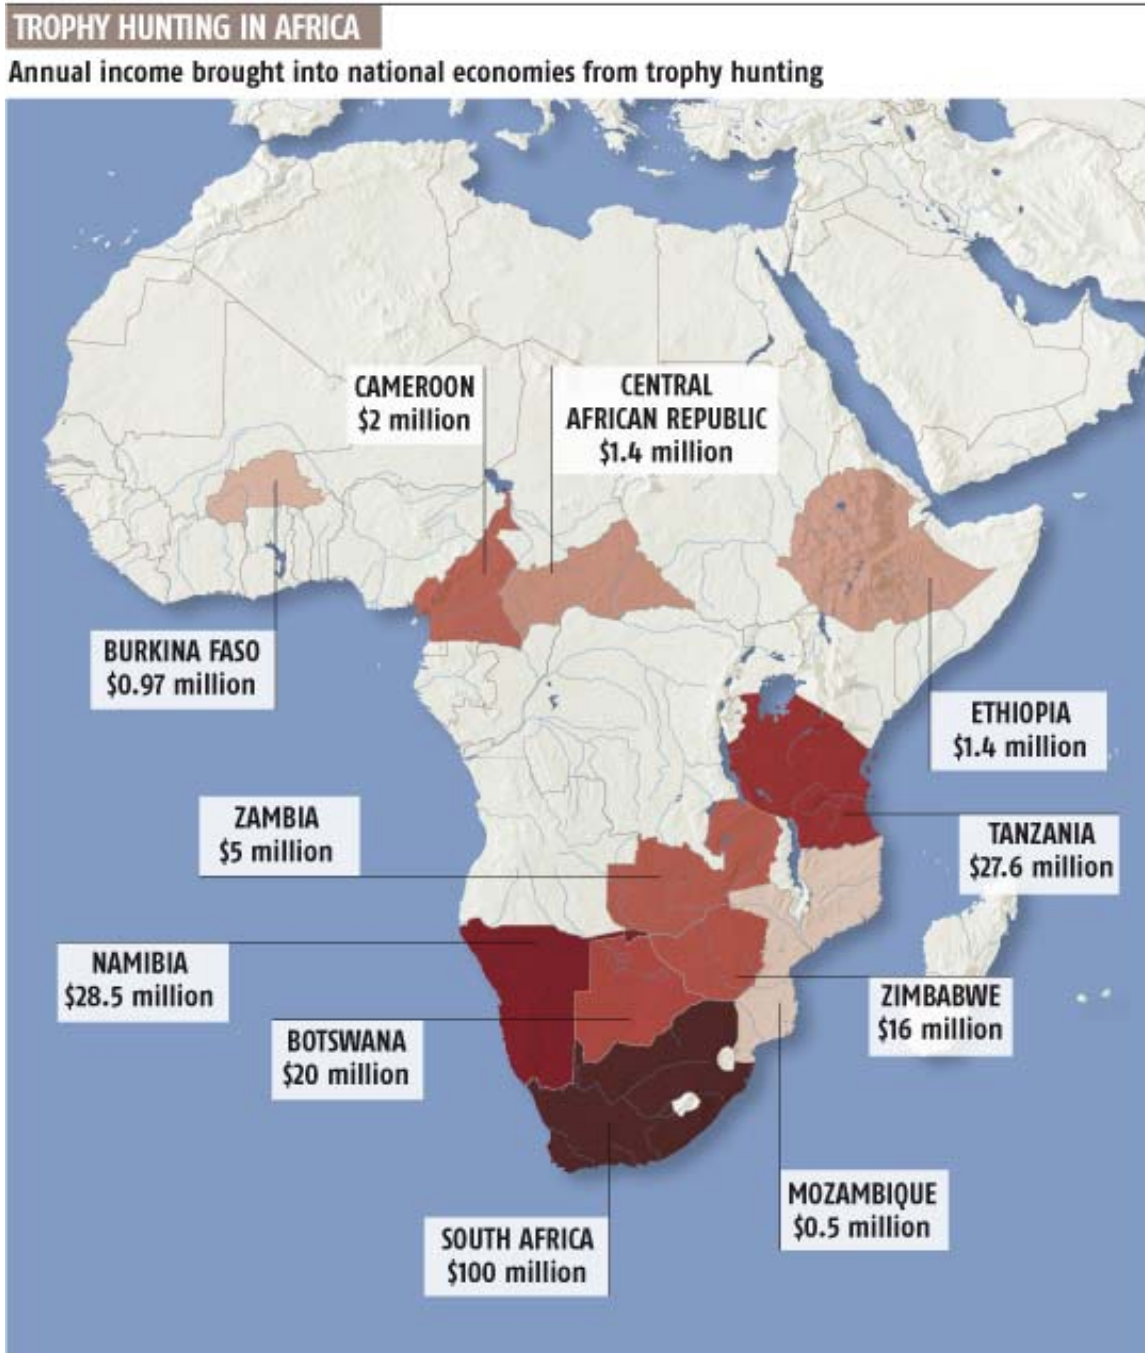 TROPHY HUNTING IN AFRICA
Annual income brought into national economies from trophy hunting
CAMEROON
$2 million
CENTRAL
AFRICAN REPUBLIC
$1.4 million
BURKINA FASO
$0.97 million
ETHIOPIA
$1.4 million
ZAMBIA
$5 million
TANZANIA
$27.6 million
NAMIBIA
$28.5 million
ZIMBABWE
$16 million
BOTSWANA
$20 million
MOZAMBIQUE
$0.5 million
SOUTH AFRICA
$100 million